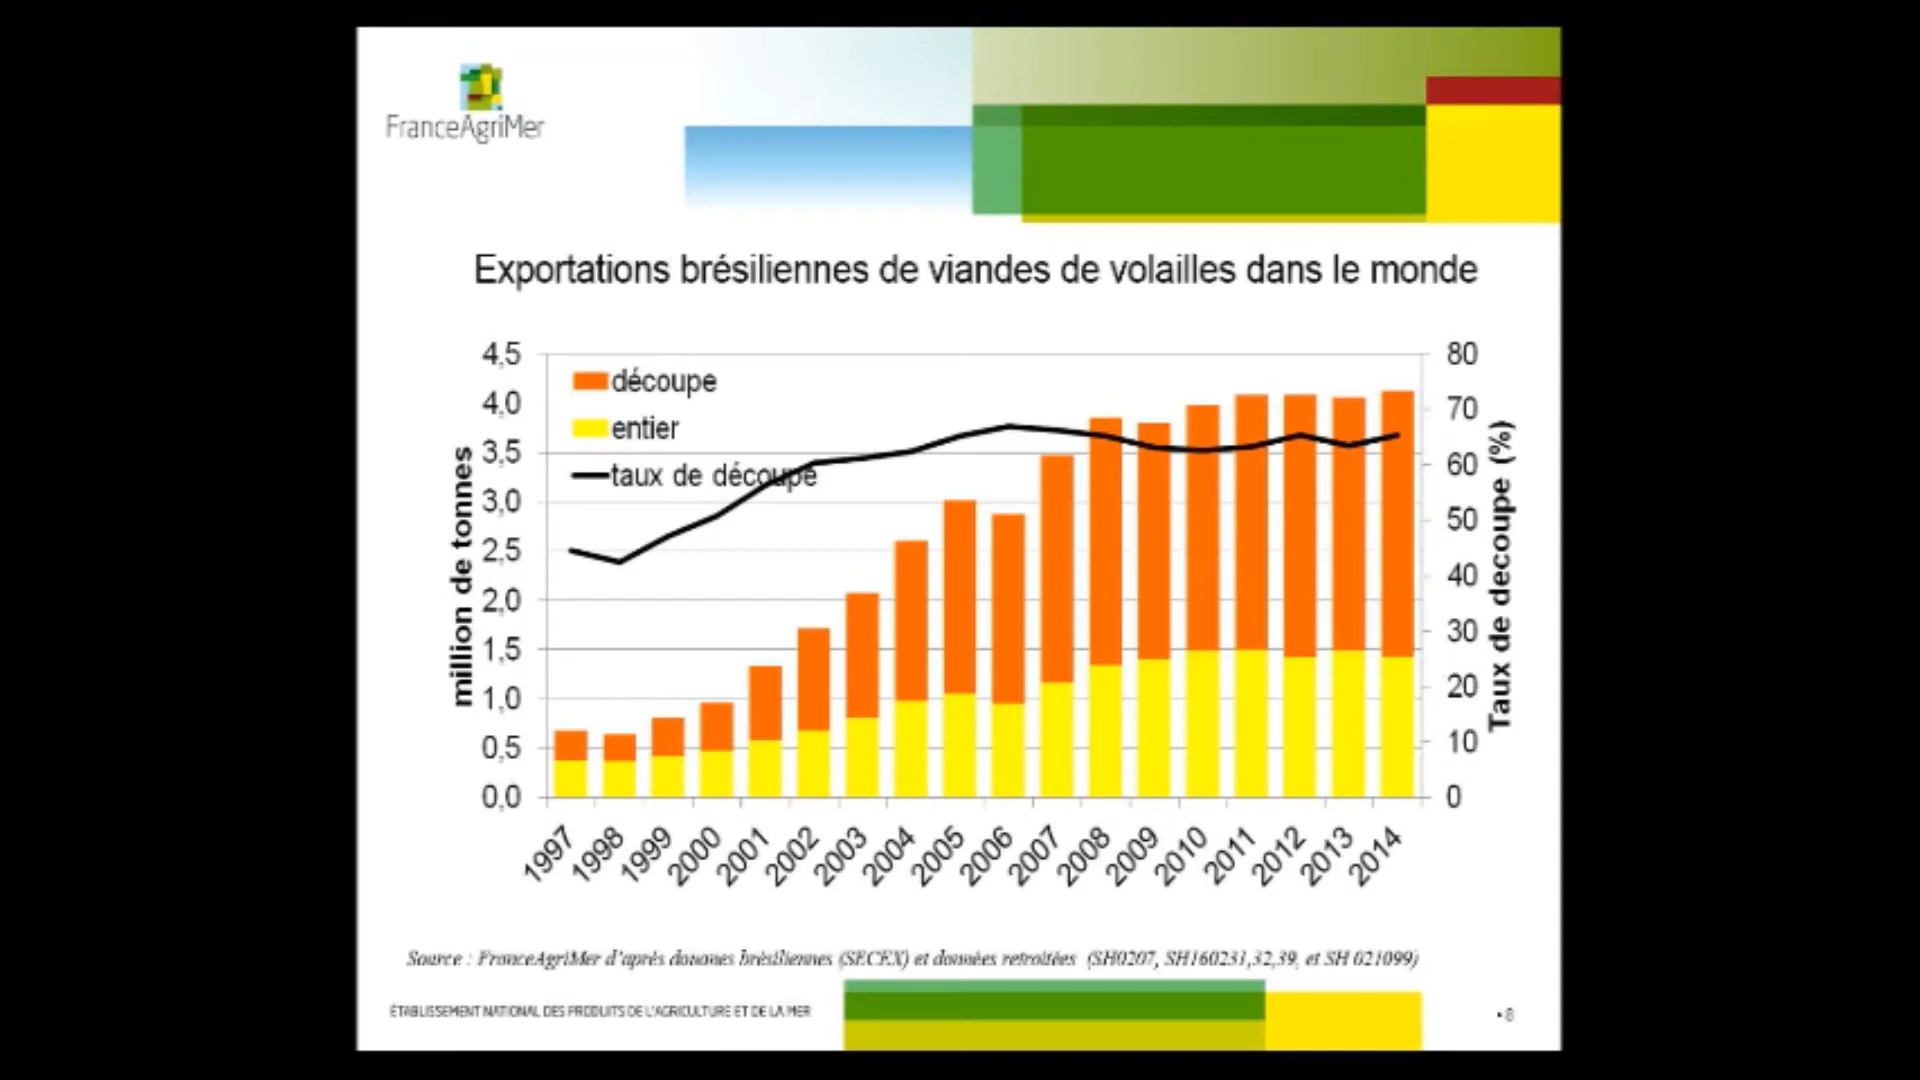 FranceAgriMer
Exportations brésiliennes de viandes de volailles dans le monde
découpe
entier
taux de découpe
million de tonnes
4,5
4,0
3,5
3,0
2,5
2,0
1,5
1,0
0,5
0,0
80
70
60
50
40
30
20
10
0
Taux de decoupe (%)
1997 1998 1999 2000 2001 2002 2003 2004 2005 2006 2007 2008 2009 2010 2011 2012 2013 2014
Source : FranceAgriMer d'après douanes brésiliennes (SECEX) et données retraitées (SH0207, SH160231,32,39, et SH 021099)
ÉTABLISSEMENT NATIONAL DES PRODUITS DE L'AGRICULTURE ET DE LA MER
• 8